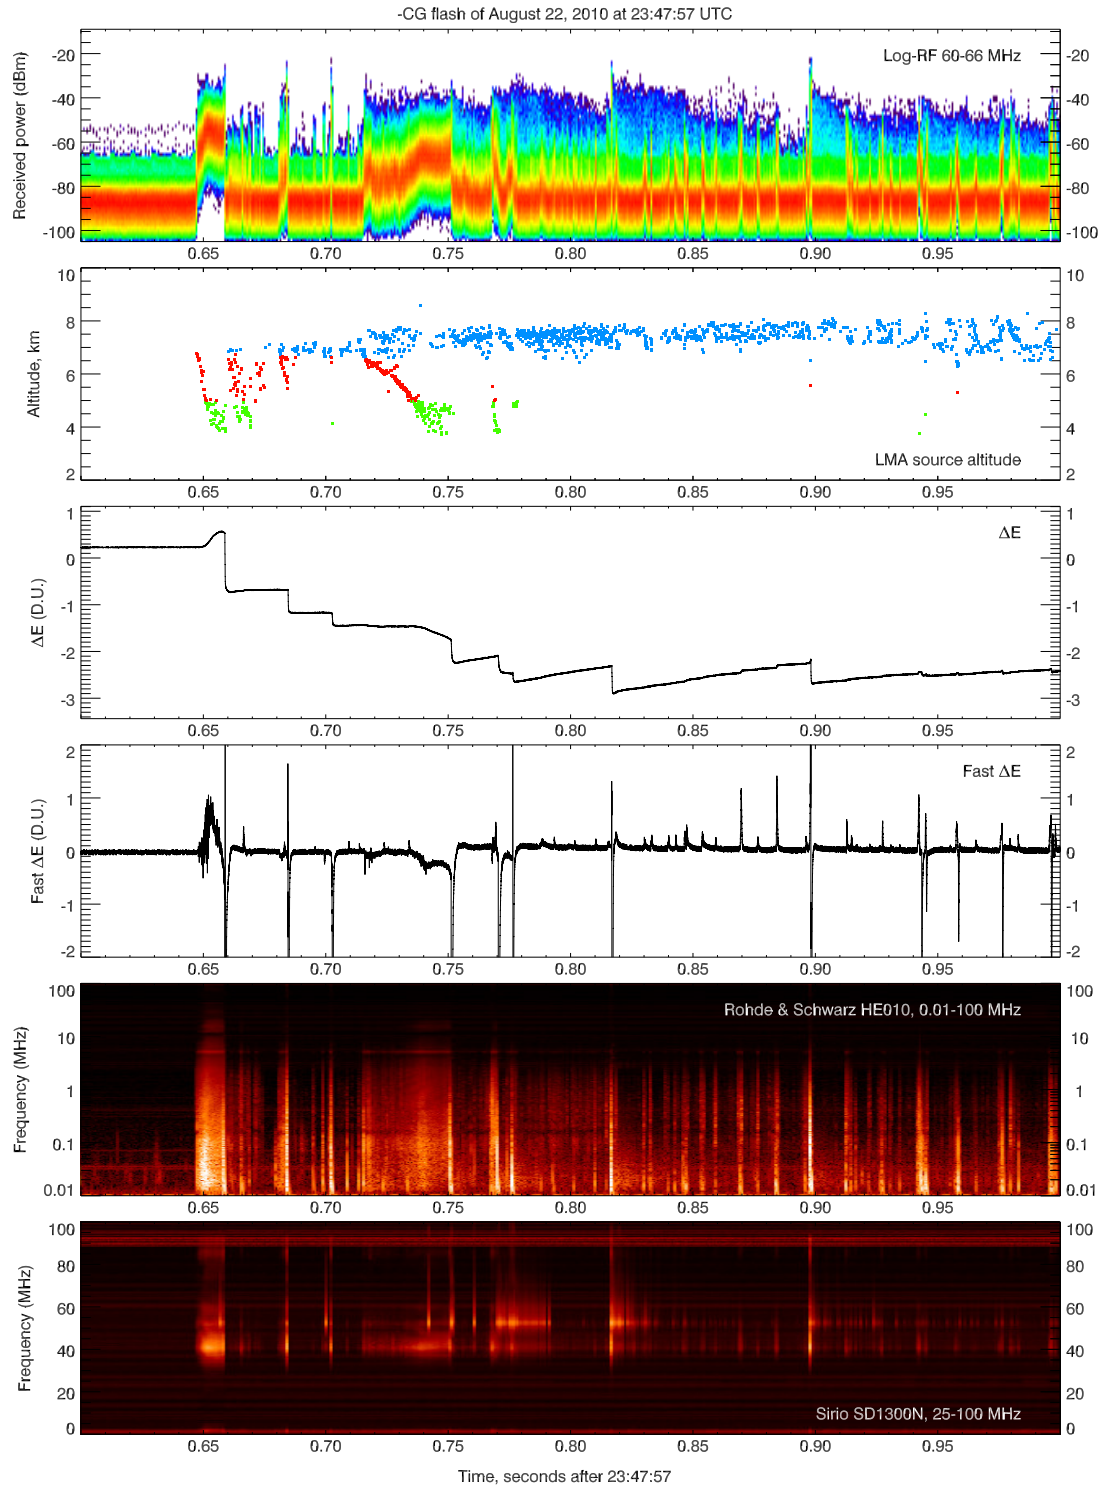 -CG flash of August 22, 2010 at 23:47:57 UTC
Received power (dBm)
Log-RF 60-66 MHz
-20 -20
-40 -40
-60 -60
-80 -80
-100 -100
0.65 0.70 0.75 0.80 0.85 0.90 0.95
Altitude, km
10 10
8 8
6 6
4 4
2 2
LMA source altitude
0.65 0.70 0.75 0.80 0.85 0.90 0.95
ΔE (D.U.)
ΔE
1 1
0 0
-1 -1
-2 -2
-3 -3
0.65 0.70 0.75 0.80 0.85 0.90 0.95
Fast ΔE (D.U.)
Fast ΔE
2 2
1 1
0 0
-1 -1
-2 -2
0.65 0.70 0.75 0.80 0.85 0.90 0.95
Frequency (MHz)
Rohde & Schwarz HE010, 0.01-100 MHz
100 100
10 10
1 1
0.1 0.1
0.01 0.01
0.65 0.70 0.75 0.80 0.85 0.90 0.95
Frequency (MHz)
100 100
80 80
60 60
40 40
20 20
0 0
Sirio SD1300N, 25-100 MHz
0.65 0.70 0.75 0.80 0.85 0.90 0.95
Time, seconds after 23:47:57